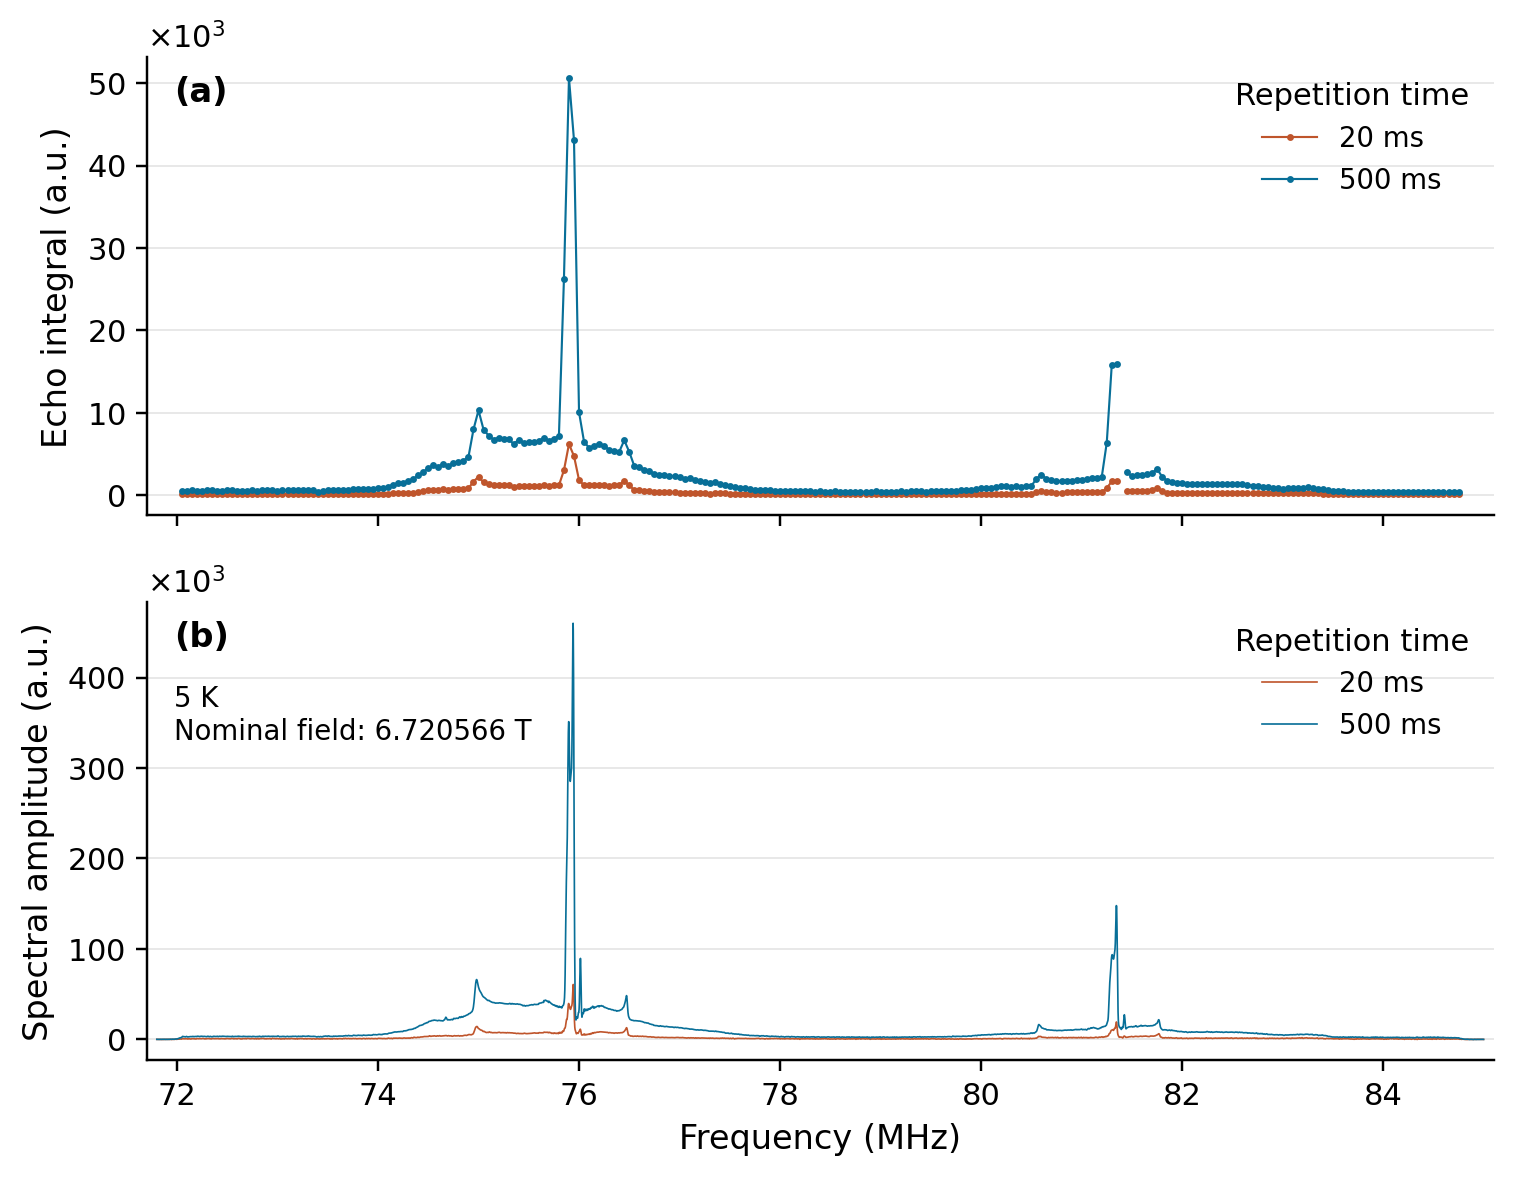 ×10³
(a)
Repetition time
20 ms
500 ms
50
40
30
20
10
0
Echo integral (a.u.)
×10³
(b)
5 K
Nominal field: 6.720566 T
Repetition time
20 ms
500 ms
400
300
200
100
0
Spectral amplitude (a.u.)
72 74 76 78 80 82 84
Frequency (MHz)